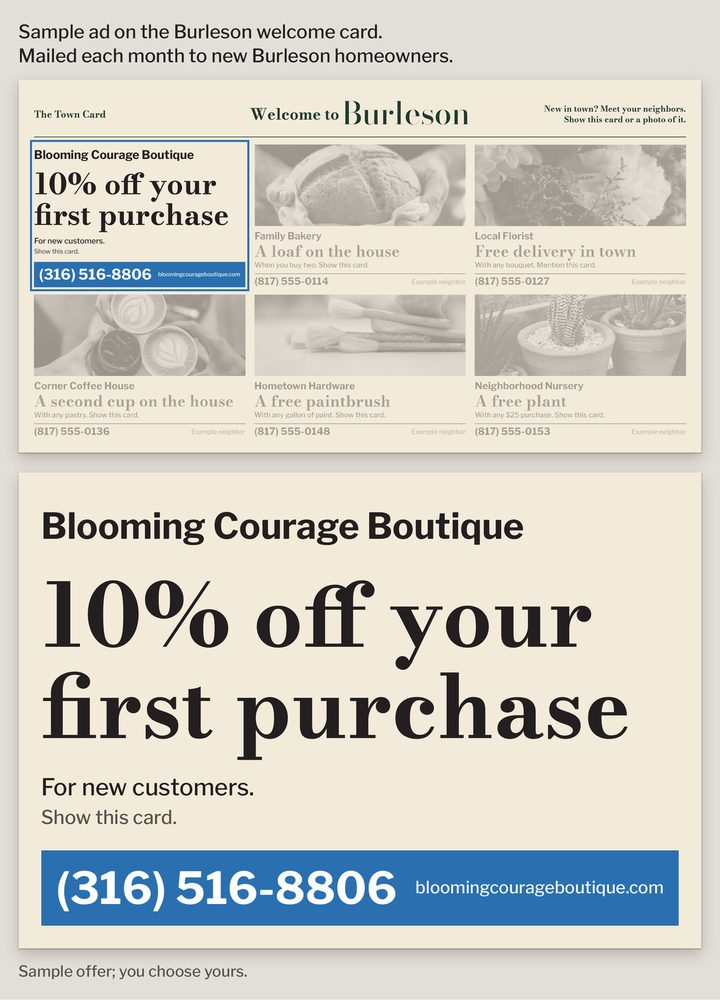 Sample ad on the Burleson welcome card.
Mailed each month to new Burleson homeowners.
The Town Card
Welcome to Burleson
New in town? Meet your neighbors.
Show this card or a photo of it.
Blooming Courage Boutique
10% off your
first purchase
For new customers.
Show this card.
(316) 516-8806 bloomingcourageboutique.com
Family Bakery
A loaf on the house
When you buy two. Show this card.
(817) 555-0114 Example neighbor
Local Florist
Free delivery in town
With any bouquet. Mention this card.
(817) 555-0127 Example neighbor
Corner Coffee House
A second cup on the house
With any pastry. Show this card.
(817) 555-0136 Example neighbor
Hometown Hardware
A free paintbrush
With any gallon of paint. Show this card.
(817) 555-0148 Example neighbor
Neighborhood Nursery
A free plant
With any $25 purchase. Show this card.
(817) 555-0153 Example neighbor
Blooming Courage Boutique
10% off your
first purchase
For new customers.
Show this card.
(316) 516-8806 bloomingcourageboutique.com
Sample offer; you choose yours.